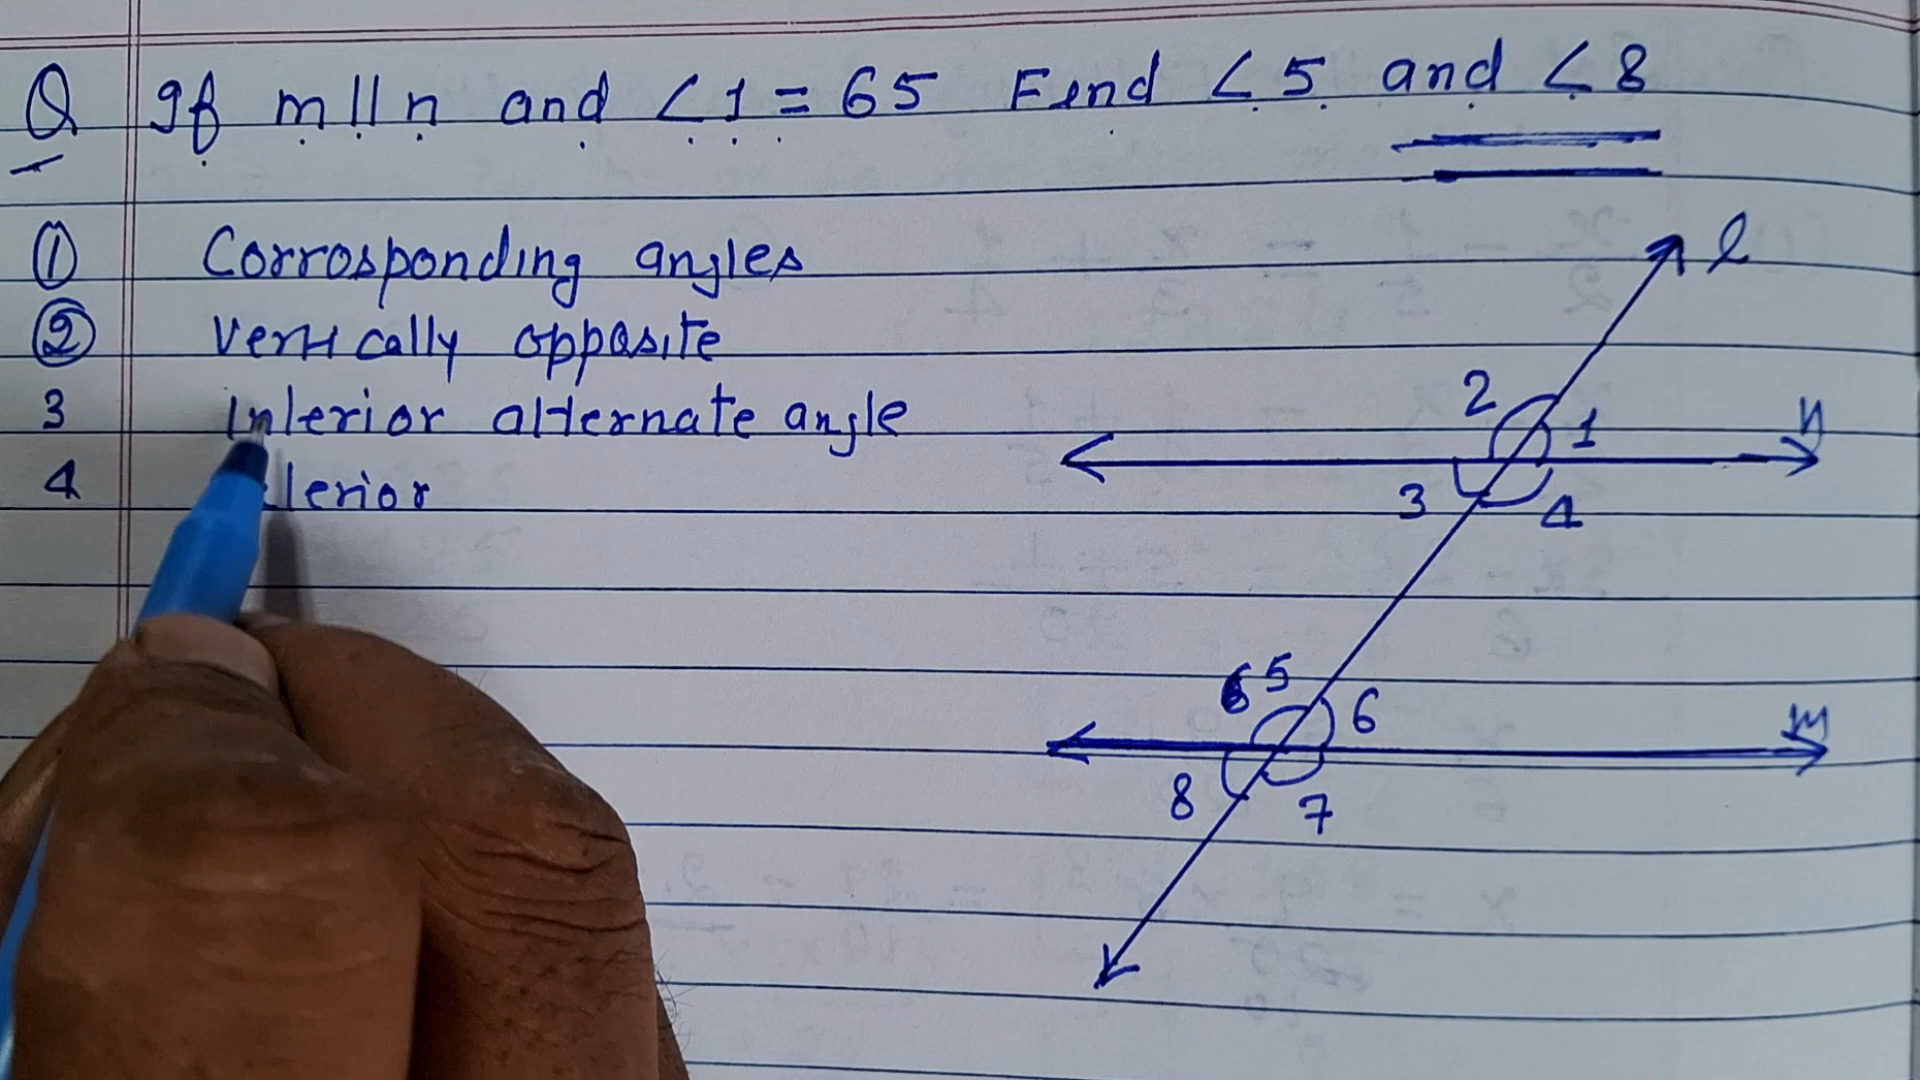 Q If m || n and ∠1 = 65 Find ∠5 and ∠8
① Corrosponding angles
② vertically opposite
3 Interior alternate angle
4 terior
l
2 1 n
3 4
5 6 m
8 7